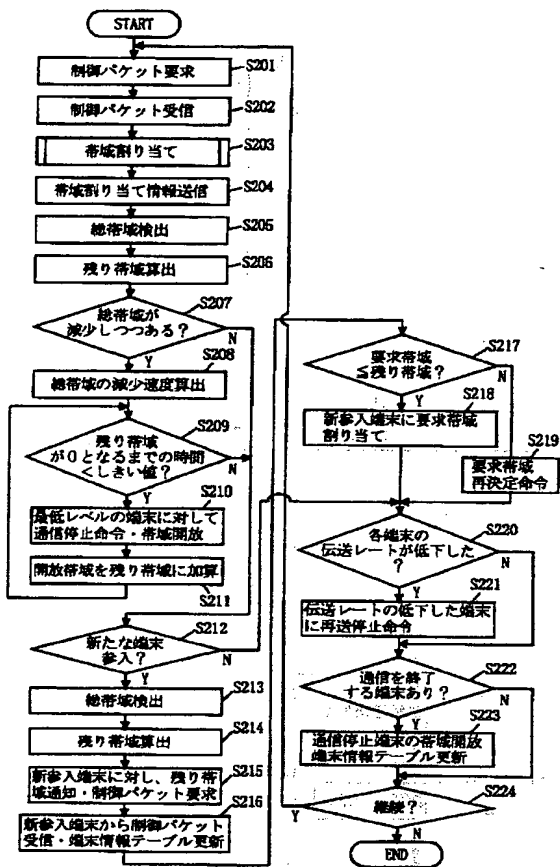 START
制御パケット要求
S201
制御パケット受信
S202
帯域割り当て
S203
帯域割り当て情報送信
S204
総帯域検出
S205
残り帯域算出
S206
総帯域が
減少しつつある？
S207
Y
N
総帯域の減少速度算出
S208
残り帯域
が0となるまでの時間
＜しきい値？
S209
Y
N
最低レベルの端末に対して
通信停止命令・帯域開放
S210
開放帯域を残り帯域に加算
S211
新たな端末
参入？
S212
Y
N
総帯域検出
S213
残り帯域算出
S214
新参入端末に対し、残り帯
域通知・制御パケット要求
S215
新参入端末から制御パケット
受信・端末情報テーブル更新
S216
要求帯域
≦残り帯域？
S217
Y
N
新参入端末に要求帯域
割り当て
S218
要求帯域
再決定命令
S219
各端末の
伝送レートが低下した
？
S220
Y
N
伝送レートの低下した端末
に再送停止命令
S221
通信を終了
する端末あり？
S222
Y
N
通信停止端末の帯域開放
端末情報テーブル更新
S223
継続？
S224
Y
N
END